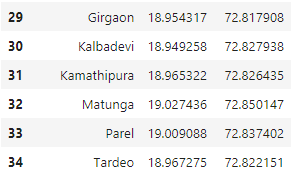 29 Girgaon 18.954317 72.817908
30 Kalbadevi 18.949258 72.827938
31 Kamathipura 18.965322 72.826435
32 Matunga 19.027436 72.850147
33 Parel 19.009088 72.837402
34 Tardeo 18.967275 72.822151